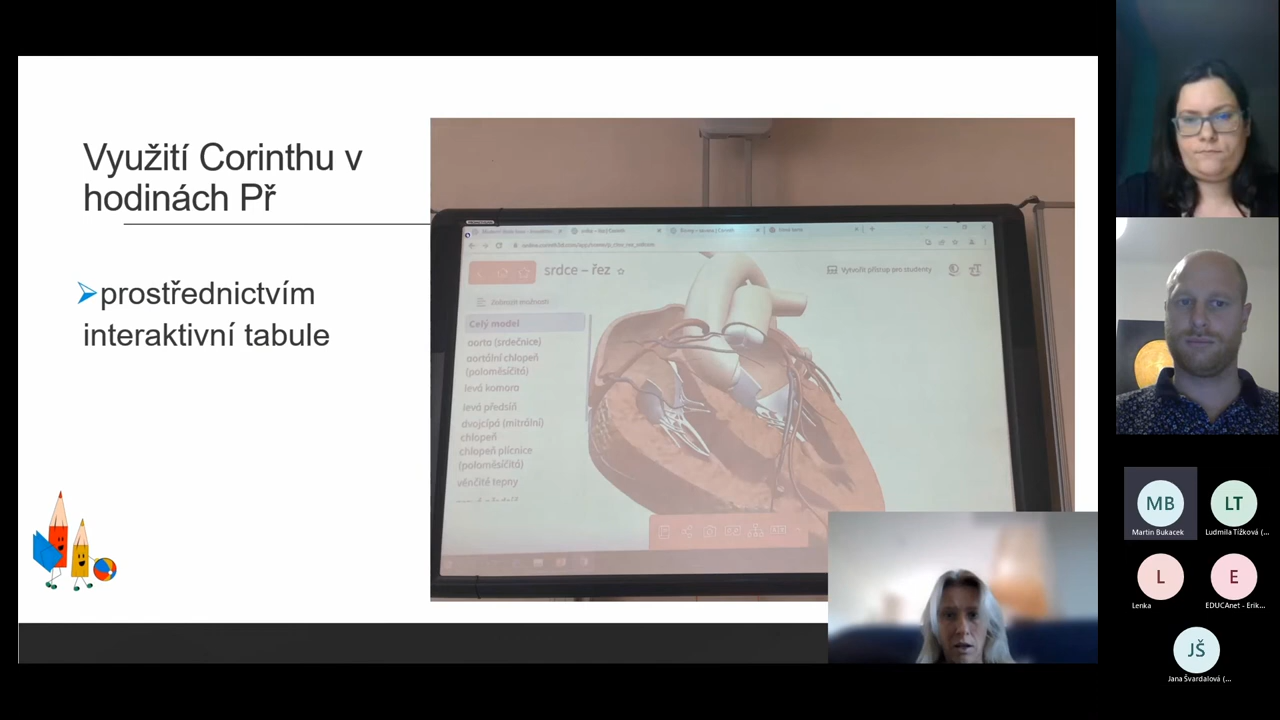 Využití Corinthu v
hodinách Př
prostřednictvím
interaktivní tabule
srdce – řez
Vytvořit přístup pro studenty
Zobrazit možnosti
Celý model
aorta (srdečnice)
aortální chlopeň
(poloměsíčitá)
levá komora
levá předsíň
dvojcípá (mitrální)
chlopeň
chlopeň plicnice
(poloměsíčitá)
věnčité tepny
MB
Martin Bukacek
LT
Ludmila Tížková (...
L
Lenka
E
EDUCAnet - Erik...
JŠ
Jana Švardalová (...